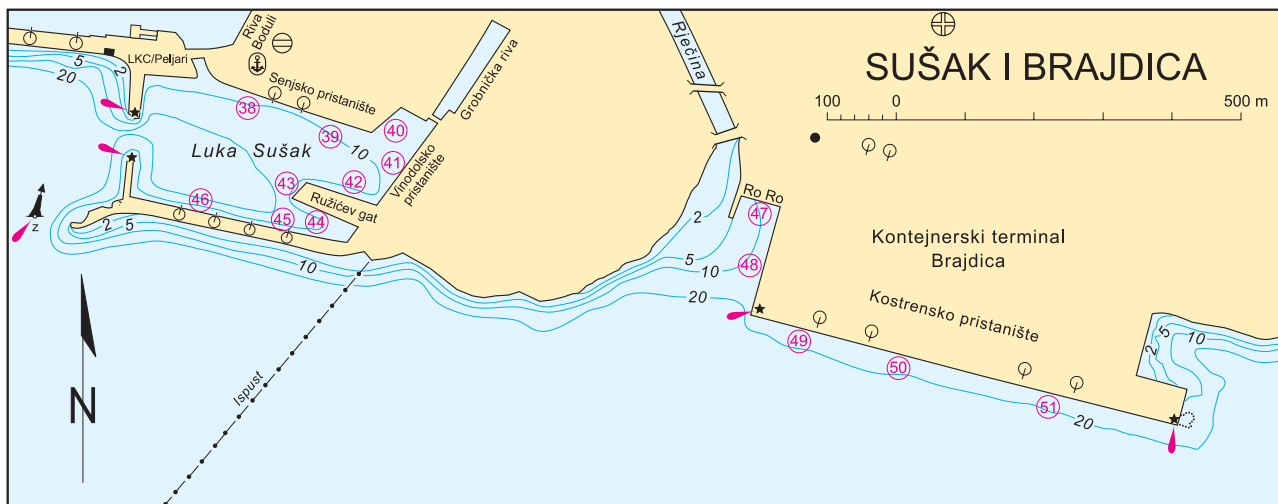 SUŠAK I BRAJDICA
100 0 500 m
Riva
Boduli
LKC/Peljari
5
2
20
Senjsko pristanište
Grobnička riva
Rječina
38
39
40
10
41
Luka Sušak
Vinodolsko
pristanište
42
43
Ružićev gat
44
45
46
2
5
10
z
N
Ispust
Ro Ro
47
48
2
5
10
20
Kontejnerski terminal
Brajdica
Kostrensko pristanište
49
50
51
20
2
5
10